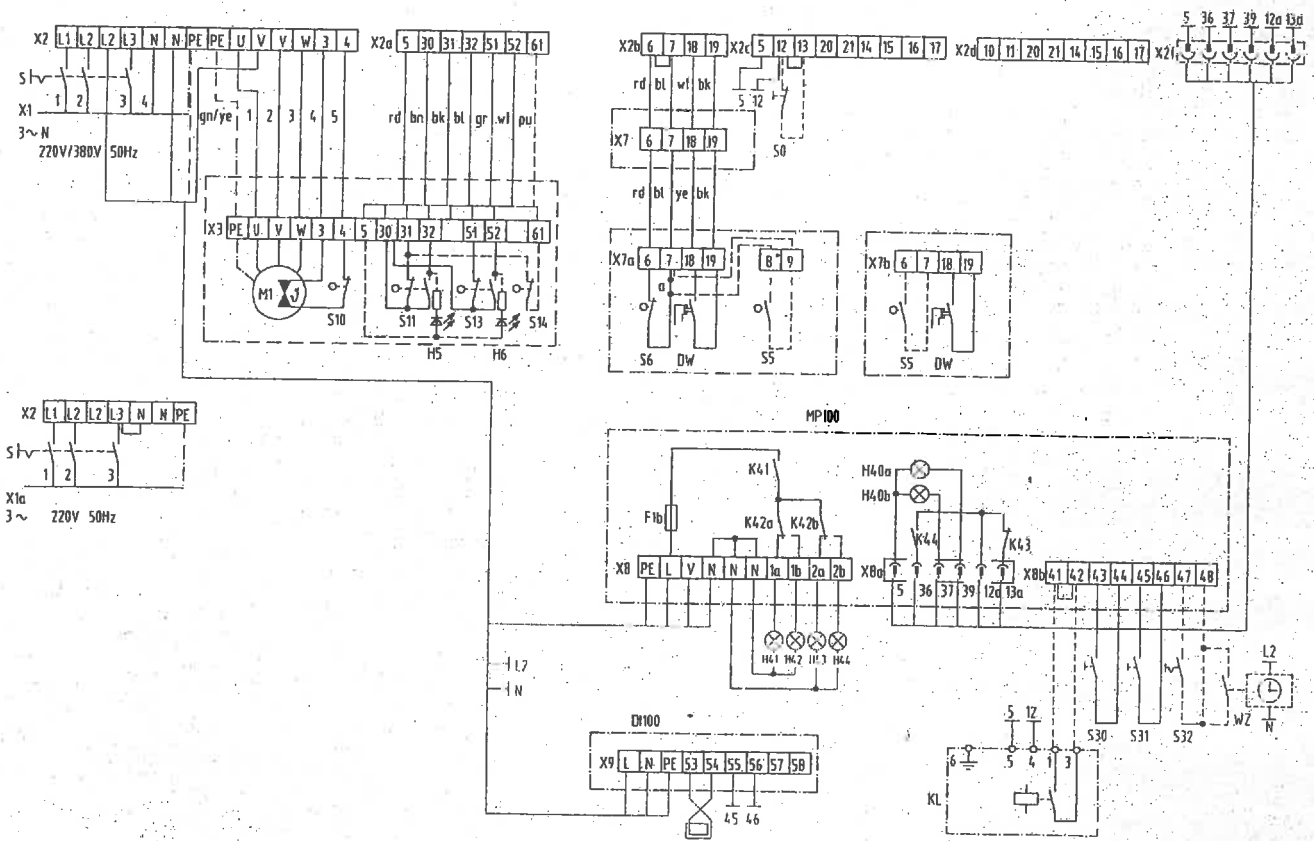 5 36 37 39 12a 13a
X2 L1 L2 L2 L3 N N PE PE U V V W 3 4
X2a 5 30 31 32 51 52 61
X2b 6 7 18 19
X2c 5 12 13 20 21 14 15 16 17
X2d 10 11 20 21 14 15 16 17
S
1 2 3 4
X1
3~N
220V/380V 50Hz
gn/ye 1 2 3 4 5
rd bn bk bl gr wl pu
rd bl wl bk
5 12
S0
X7 6 7 18 19
rd bl ye bk
X3 PE U V W 3 4 5 30 31 32 51 52 61
M1
S10 S11 S13 S14
H5 H6
X7a 6 7 18 19 8 9
a
S6 DW S5
X7b 6 7 18 19
S5 DW
X2 L1 L2 L2 L3 N N PE
S
1 2 3
X1a
3~ 220V 50Hz
MP100
K41
F1b
K42a K42b
H40a
H40b
K44 K43
X8 PE L V N N N 1a 1b 2a 2b
X8a
5 36 37 39 12a 13a
X8b 41 42 43 44 45 46 47 48
H41 H42 H43 H44
L2
N
L2
N
WZ
S30 S31 S32
DI100
X9 L N PE 53 54 55 56 57 58
45 46
5 12
6 5 4 1 3
KL